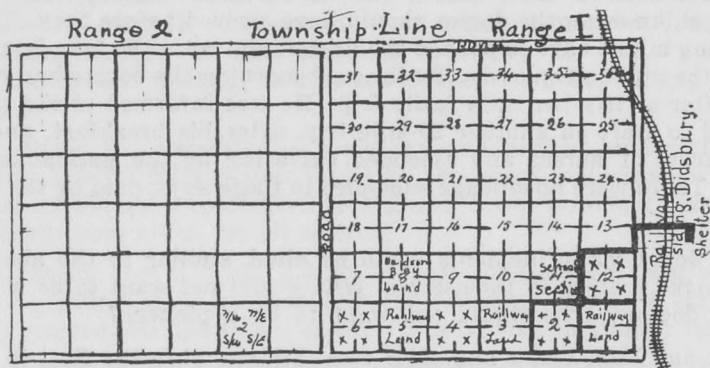 Range 2. Township Line Range I
Road
31 32 33 34 35 36
30 29 28 27 26 25
19 20 21 22 23 24
18 17 16 15 14 13
Road
7 Hudson Bay Land 9 10 School Section 11 12
N/W N/E
2
S/W S/E
6 Railway 5 Land 4 Railway 3 Land 2 Railway 1 Land
Railway
siding, Didsbury.
shelter